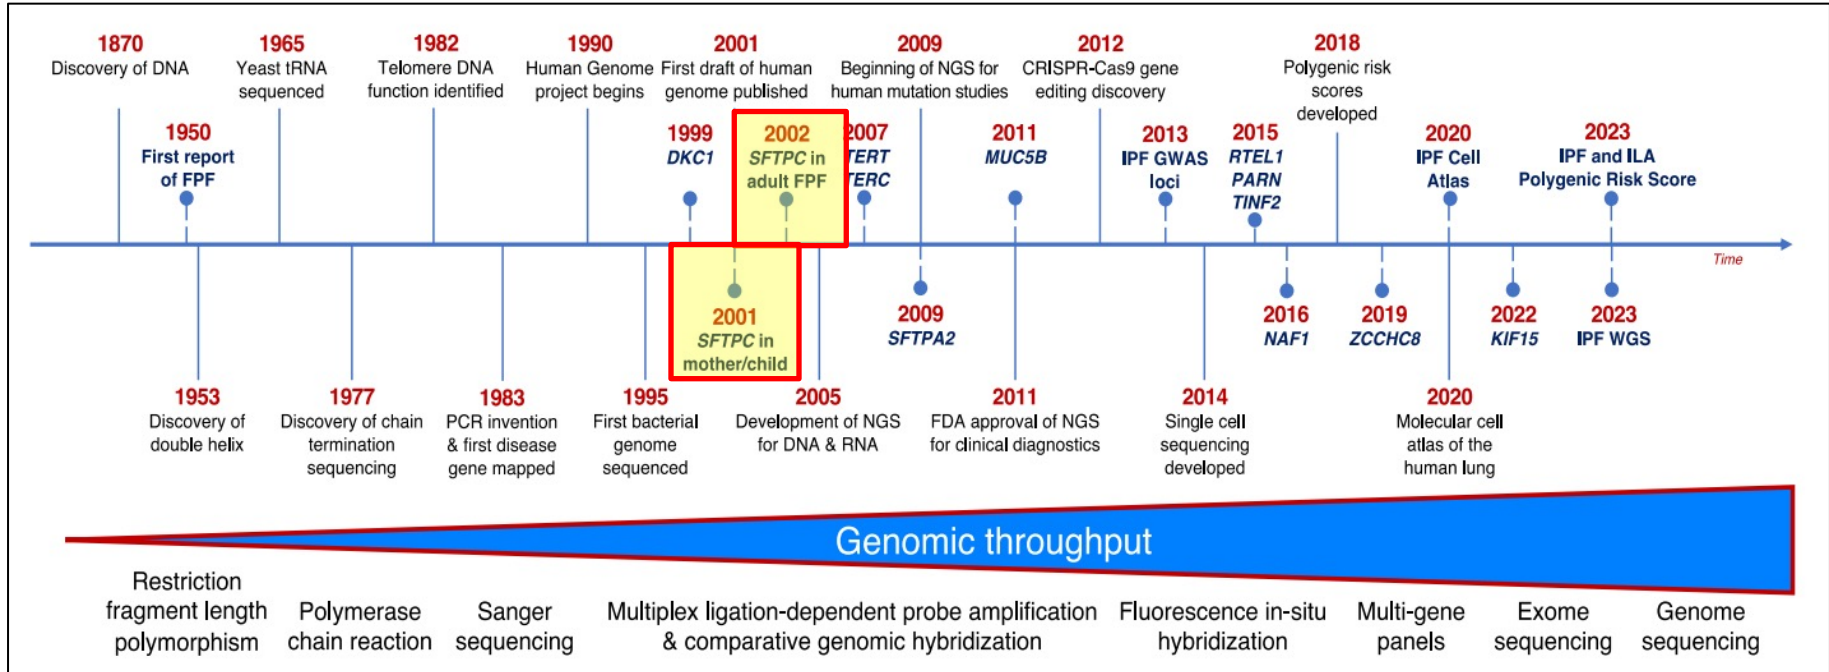 1870
Discovery of DNA
1965
Yeast tRNA
sequenced
1982
Telomere DNA
function identified
1990
Human Genome
project begins
2001
First draft of human
genome published
2009
Beginning of NGS for
human mutation studies
2012
CRISPR-Cas9 gene
editing discovery
2018
Polygenic risk
scores
developed
1950
First report
of FPF
1999
DKC1
2002
SFTPC in
adult FPF
2007
TERT
TERC
2011
MUC5B
2013
IPF GWAS
loci
2015
RTEL1
PARN
TINF2
2020
IPF Cell
Atlas
2023
IPF and ILA
Polygenic Risk Score
Time
2001
SFTPC in
mother/child
2009
SFTPA2
2016
NAF1
2019
ZCCHC8
2022
KIF15
2023
IPF WGS
1953
Discovery of
double helix
1977
Discovery of chain
termination
sequencing
1983
PCR invention
& first disease
gene mapped
1995
First bacterial
genome
sequenced
2005
Development of NGS
for DNA & RNA
2011
FDA approval of NGS
for clinical diagnostics
2014
Single cell
sequencing
developed
2020
Molecular cell
atlas of the
human lung
Genomic throughput
Restriction
fragment length
polymorphism
Polymerase
chain reaction
Sanger
sequencing
Multiplex ligation-dependent probe amplification
& comparative genomic hybridization
Fluorescence in-situ
hybridization
Multi-gene
panels
Exome
sequencing
Genome
sequencing